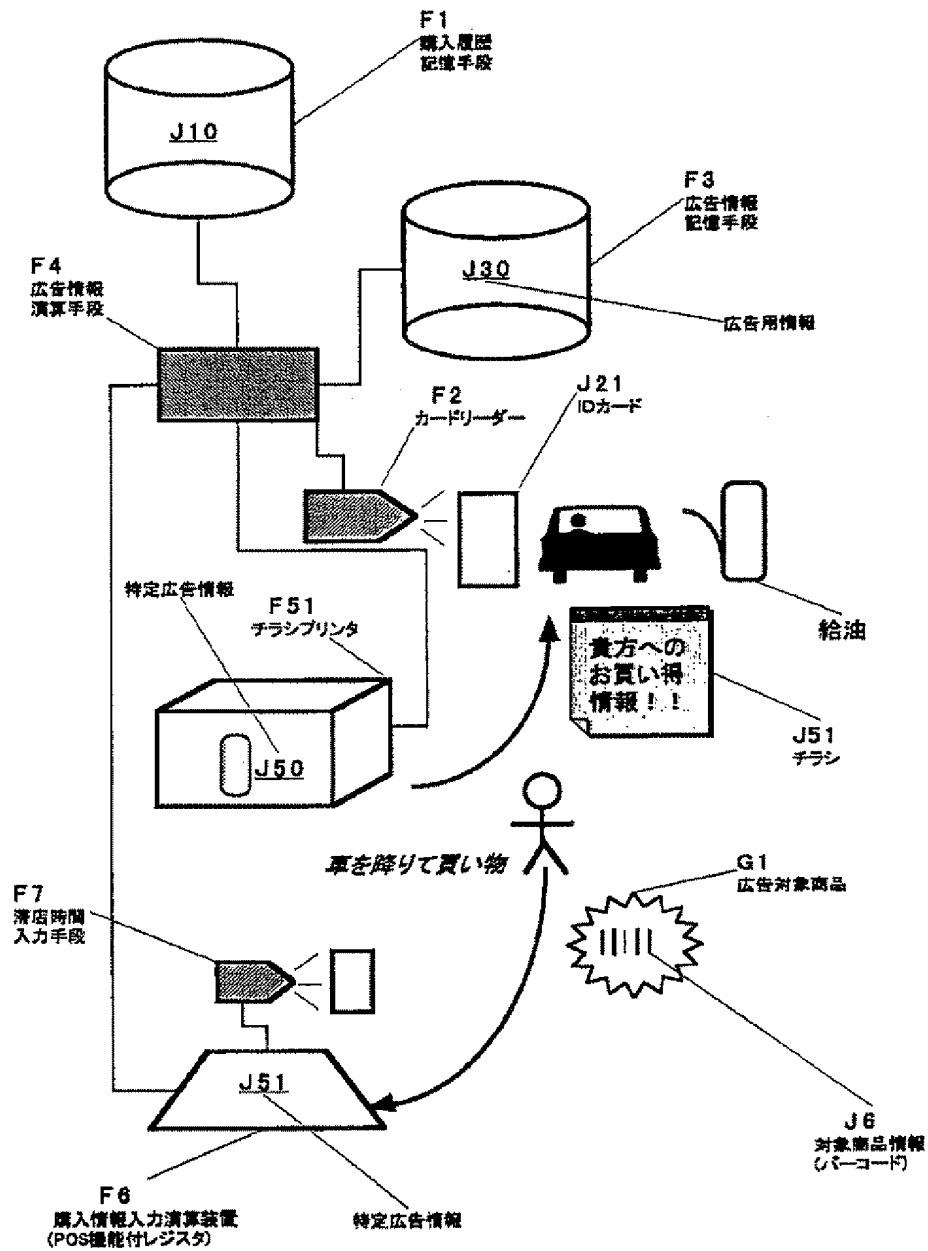 F1
購入履歴
記憶手段
J10
F3
広告情報
記憶手段
J30
広告用情報
F4
広告情報
演算手段
F2
カードリーダー
J21
IDカード
給油
特定広告情報
F51
チラシプリンタ
J50
貴方への
お買い得
情報!!
J51
チラシ
車を降りて買い物
G1
広告対象商品
F7
滞店時間
入力手段
J51
J6
対象商品情報
(バーコード)
F6
購入情報入力演算装置
(POS機能付レジスタ)
特定広告情報